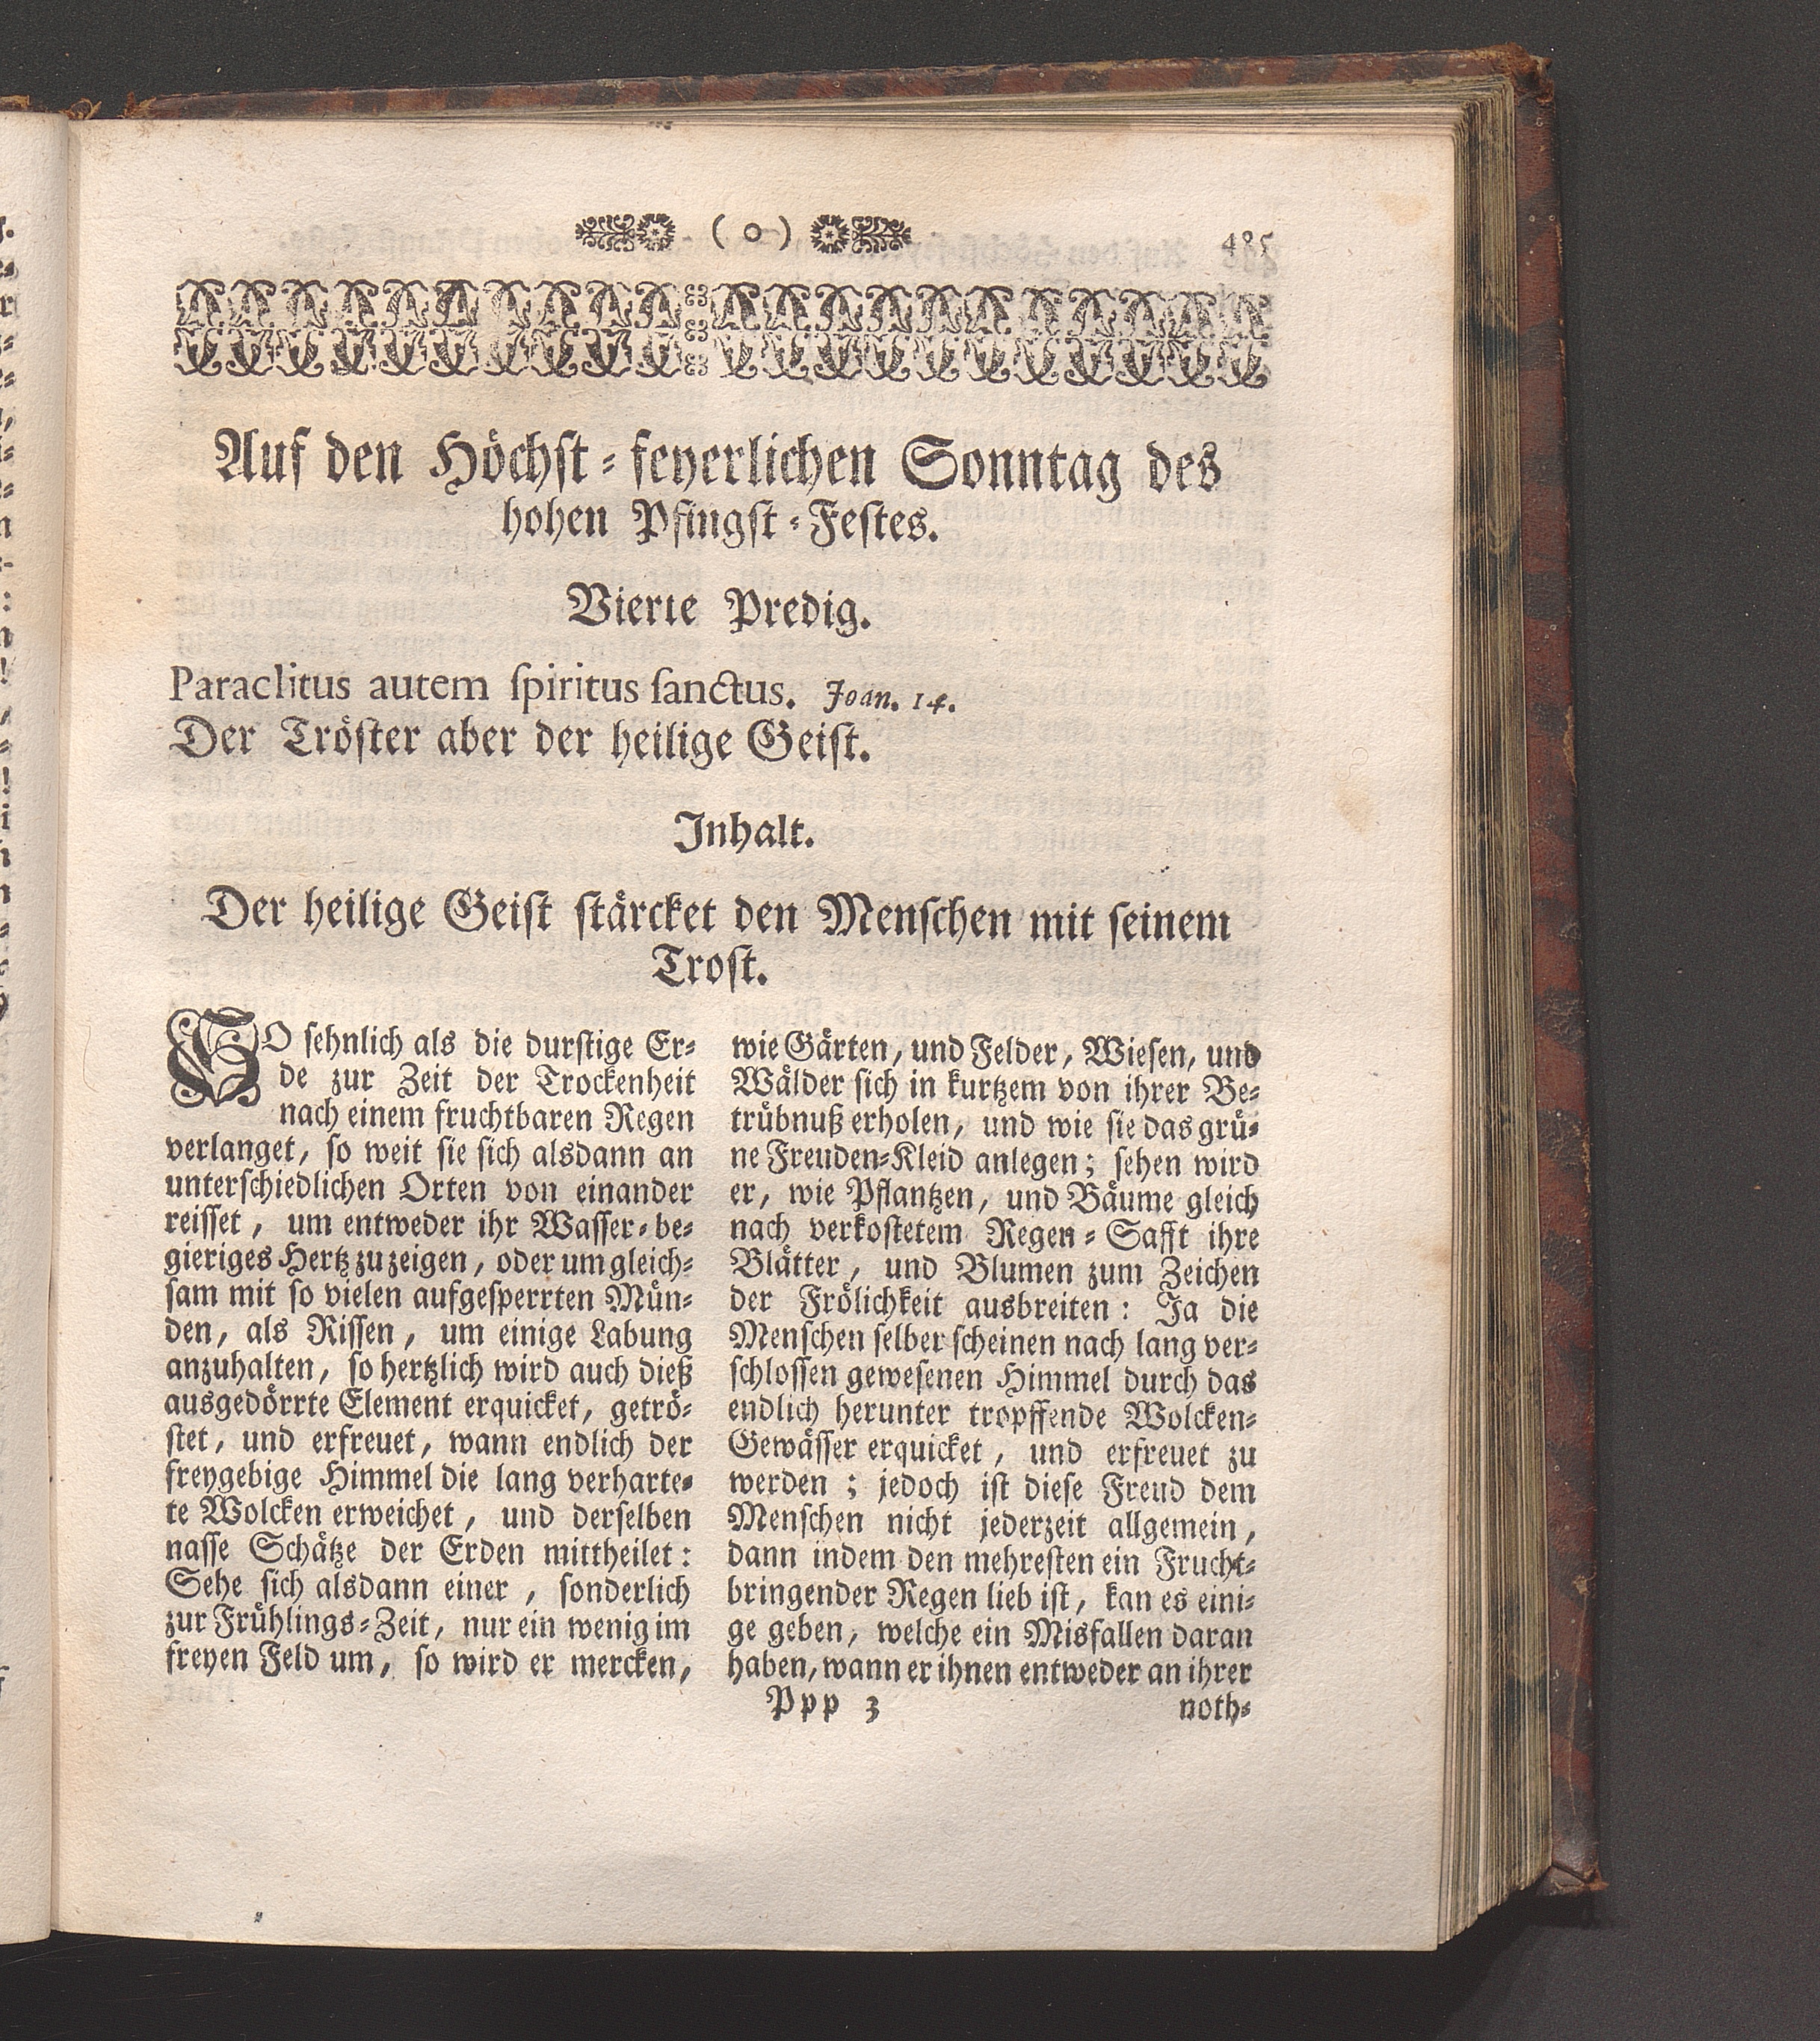 ( o )
485
Auf den Höchst-feyerlichen Sonntag des
hohen Pfingst-Festes.
Vierte Predig.
Paraclitus autem spiritus sanctus. Joan. 14.
Der Tröster aber der heilige Geist.
Inhalt.
Der heilige Geist stärcket den Menschen mit seinem
Trost.
SO sehnlich als die durstige Er-
de zur Zeit der Trockenheit
nach einem fruchtbaren Regen
verlanget, so weit sie sich alsdann an
unterschiedlichen Orten von einander
reisset, um entweder ihr Wasser-be-
gieriges Hertz zu zeigen, oder um gleich-
sam mit so vielen aufgesperrten Mün-
den, als Rissen, um einige Labung
anzuhalten, so hertzlich wird auch dieß
ausgedörrte Element erquicket, getrö-
stet, und erfreuet, wann endlich der
freygebige Himmel die lang verharte-
te Wolcken erweichet, und derselben
nasse Schätze der Erden mittheilet:
Sehe sich alsdann einer, sonderlich
zur Frühlings-Zeit, nur ein wenig im
freyen Feld um, so wird er mercken,
wie Gärten, und Felder, Wiesen, und
Wälder sich in kurtzem von ihrer Be-
trübnuß erholen, und wie sie das grü-
ne Freuden-Kleid anlegen; sehen wird
er, wie Pflantzen, und Bäume gleich
nach verkostetem Regen-Safft ihre
Blätter, und Blumen zum Zeichen
der Frölichkeit ausbreiten: Ja die
Menschen selber scheinen nach lang ver-
schlossen gewesenen Himmel durch das
endlich herunter tropffende Wolcken-
Gewässer erquicket, und erfreuet zu
werden; jedoch ist diese Freud dem
Menschen nicht jederzeit allgemein,
dann indem den mehresten ein Frucht-
bringender Regen lieb ist, kan es eini-
ge geben, welche ein Misfallen daran
haben, wann er ihnen entweder an ihrer
Ppp 3
noth-